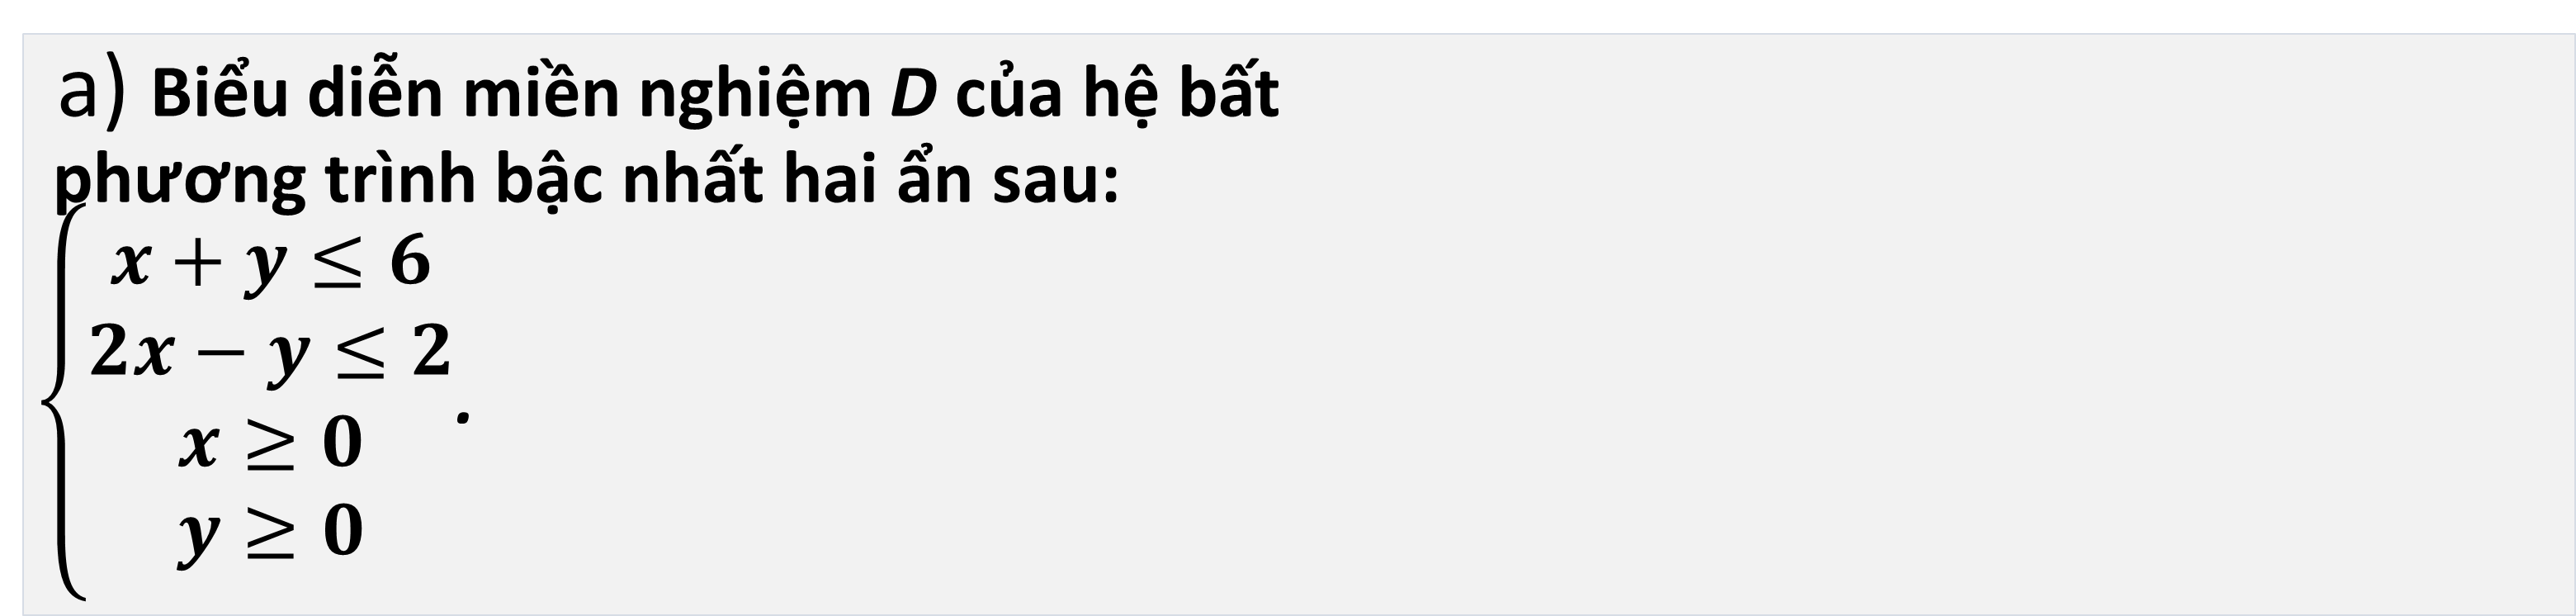 a) Biểu diễn miền nghiệm D của hệ bất
phương trình bậc nhất hai ẩn sau:
x + y ≤ 6
2x − y ≤ 2
x ≥ 0
y ≥ 0
.